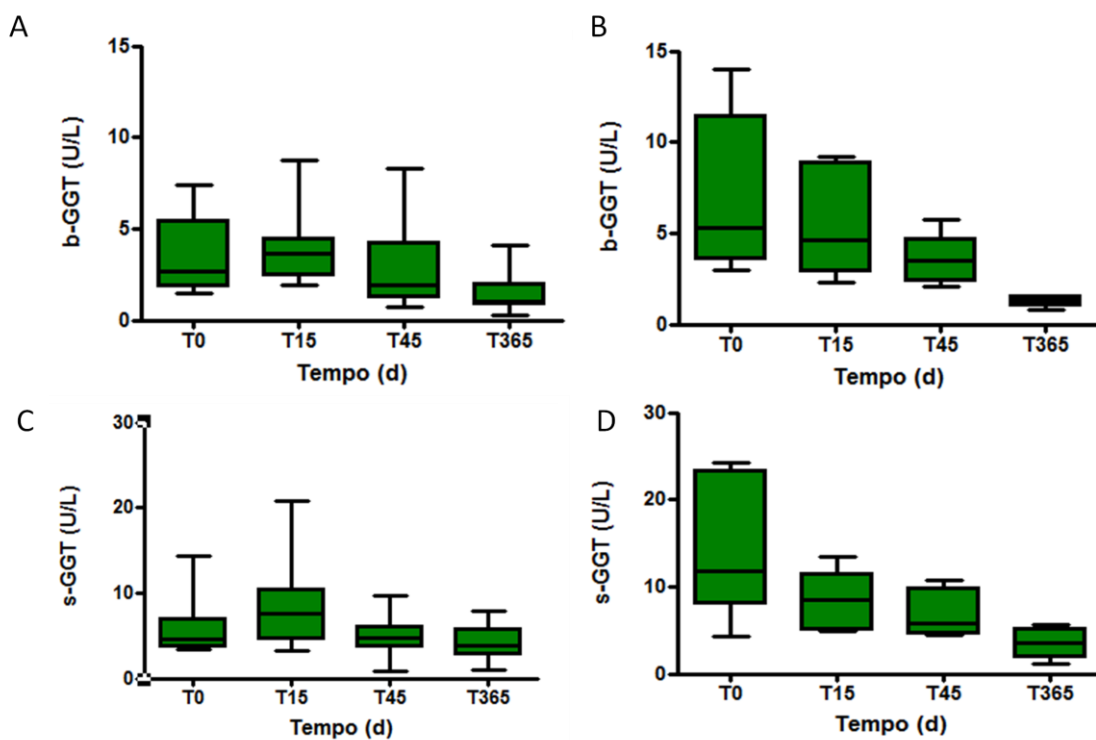 A
b-GGT (U/L)
15
10
5
0
T0 T15 T45 T365
Tempo (d)
B
b-GGT (U/L)
15
10
5
0
T0 T15 T45 T365
Tempo (d)
C
s-GGT (U/L)
30
20
10
0
T0 T15 T45 T365
Tempo (d)
D
s-GGT (U/L)
30
20
10
0
T0 T15 T45 T365
Tempo (d)